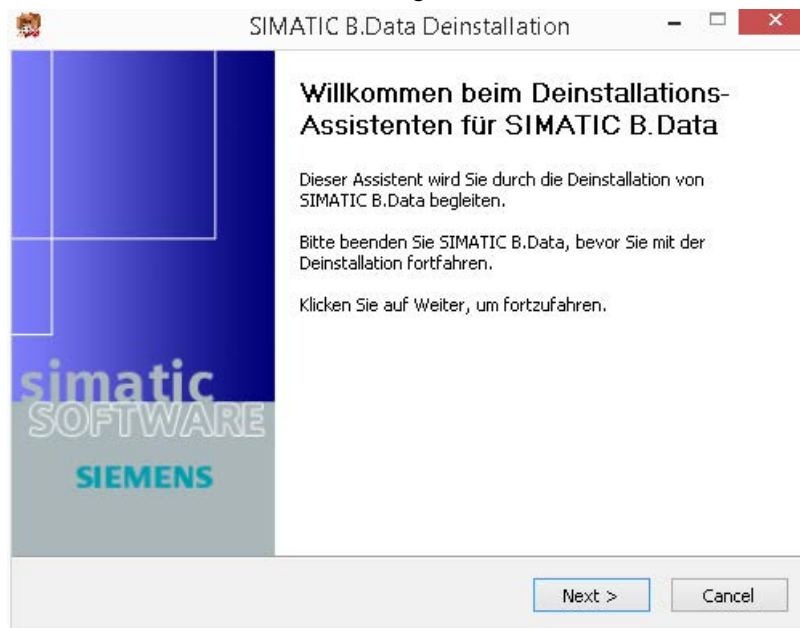 SIMATIC B.Data Deinstallation
Willkommen beim Deinstallations-
Assistenten für SIMATIC B.Data
Dieser Assistent wird Sie durch die Deinstallation von
SIMATIC B.Data begleiten.
Bitte beenden Sie SIMATIC B.Data, bevor Sie mit der
Deinstallation fortfahren.
Klicken Sie auf Weiter, um fortzufahren.
simatic
SOFTWARE
SIEMENS
Next >
Cancel